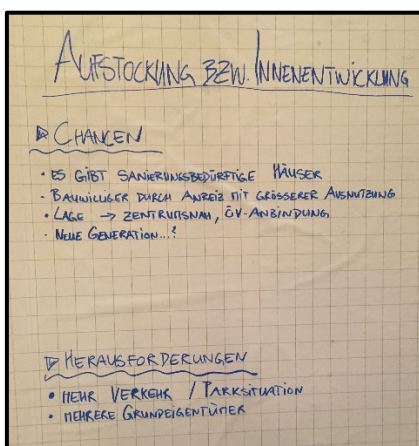 AUFSTOCKUNG BZW. INNENENTWICKLUNG
▷ CHANCEN
• ES GIBT SANIERUNGSBEDÜRFTIGE HÄUSER
• BAUWILLIGER DURCH ANREIZ MIT GRÖSSERER AUSNUTZUNG
• LAGE → ZENTRUMSNAH, ÖV-ANBINDUNG
• NEUE GENERATION...?
▷ HERAUSFORDERUNGEN
• MEHR VERKEHR / PARKSITUATION
• MEHRERE GRUNDEIGENTÜMER